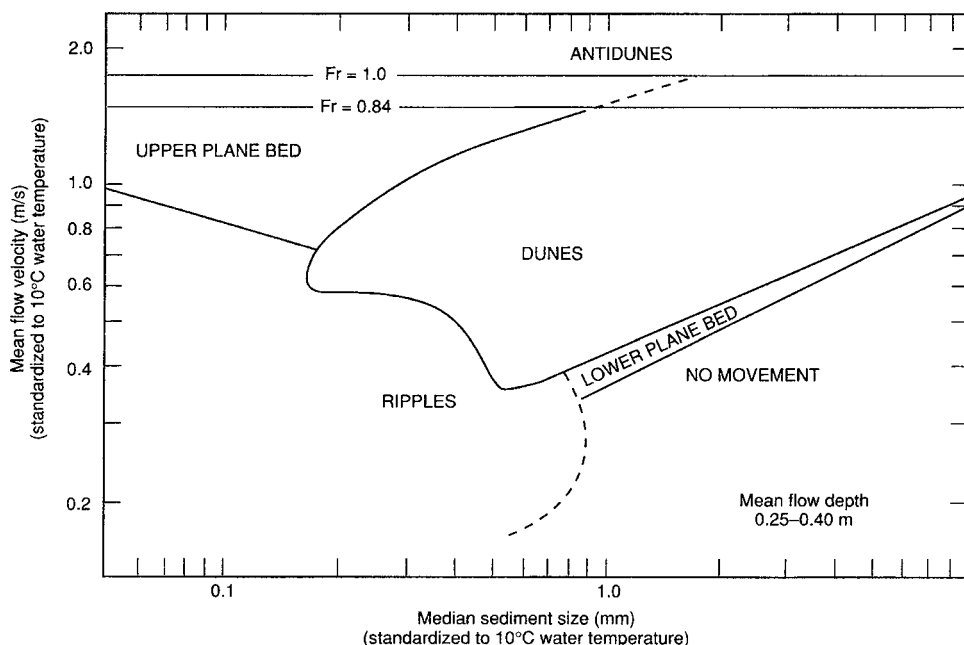 2.0
1.0
0.8
0.6
0.4
0.2
Mean flow velocity (m/s)
(standardized to 10°C water temperature)
ANTIDUNES
Fr = 1.0
Fr = 0.84
UPPER PLANE BED
DUNES
LOWER PLANE BED
NO MOVEMENT
RIPPLES
Mean flow depth
0.25–0.40 m
0.1
1.0
Median sediment size (mm)
(standardized to 10°C water temperature)